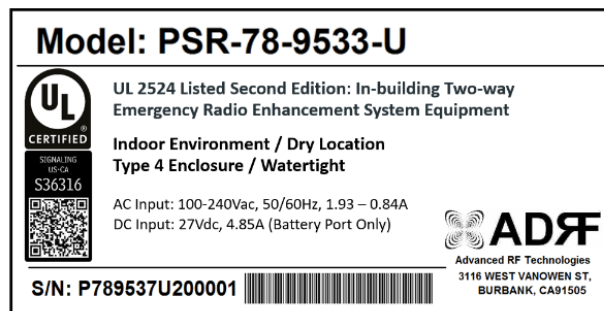 Model: PSR-78-9533-U
UL
®
CERTIFIED
SIGNALING
US-CA
S36316
UL 2524 Listed Second Edition: In-building Two-way
Emergency Radio Enhancement System Equipment
Indoor Environment / Dry Location
Type 4 Enclosure / Watertight
AC Input: 100-240Vac, 50/60Hz, 1.93 – 0.84A
DC Input: 27Vdc, 4.85A (Battery Port Only)
ADRF
Advanced RF Technologies
3116 WEST VANOWEN ST,
BURBANK, CA91505
S/N: P789537U200001